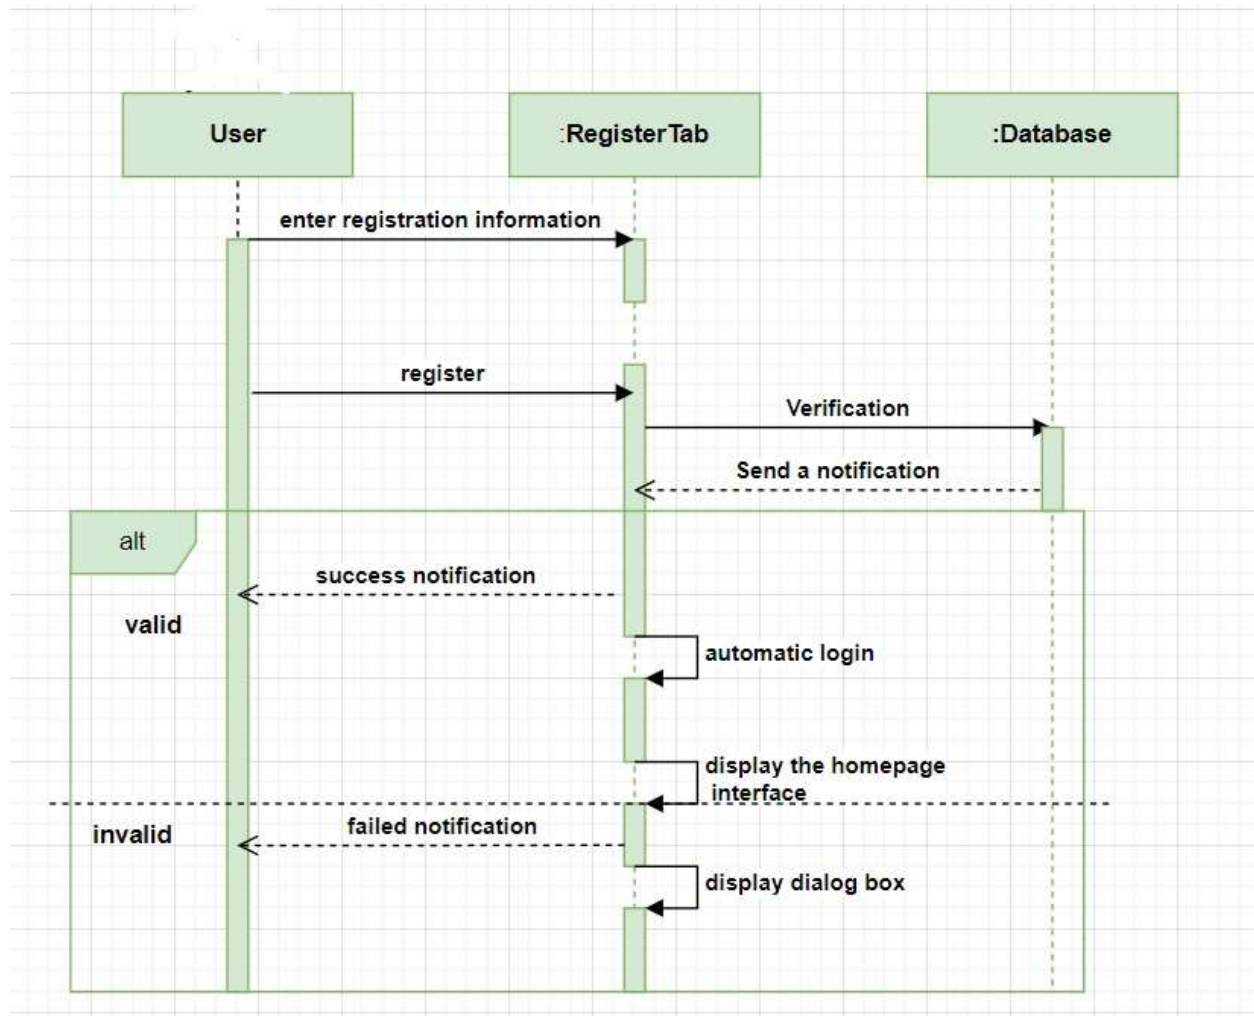 User
:RegisterTab
:Database
enter registration information
register
Verification
Send a notification
alt
success notification
valid
automatic login
display the homepage
interface
invalid
failed notification
display dialog box